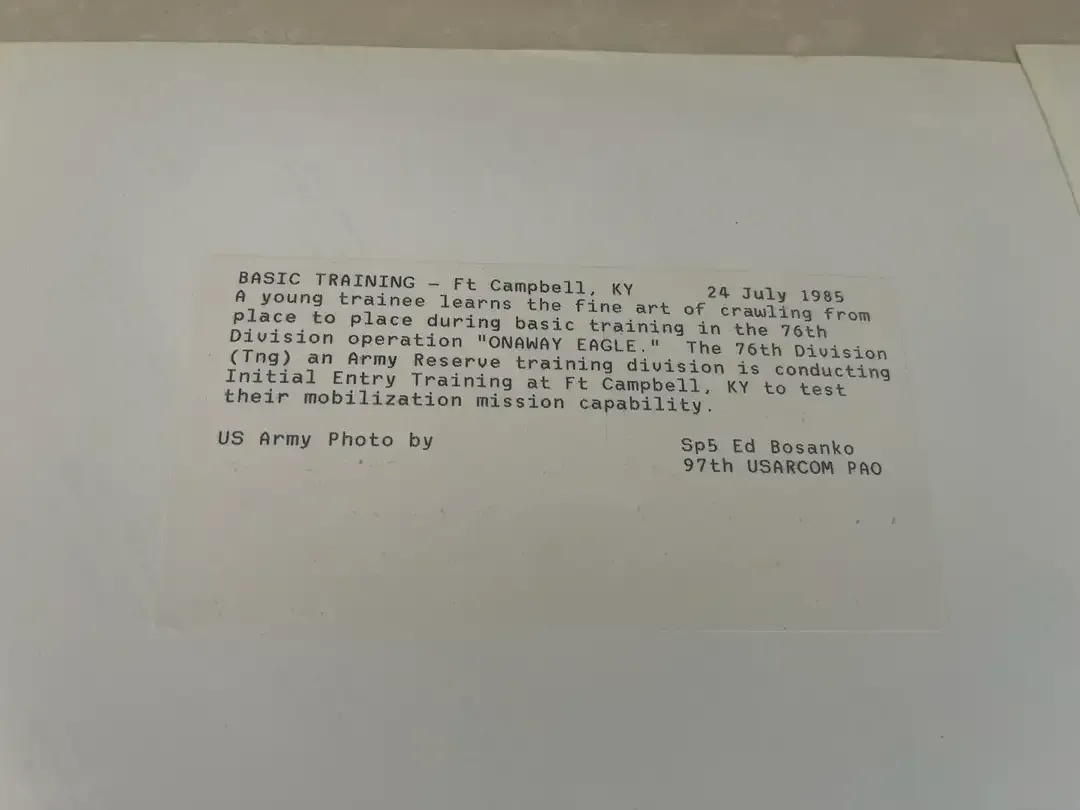 BASIC TRAINING – Ft Campbell, KY 24 July 1985
A young trainee learns the fine art of crawling from
place to place during basic training in the 76th
Division operation "ONAWAY EAGLE." The 76th Division
(Tng) an Army Reserve training division is conducting
Initial Entry Training at Ft Campbell, KY to test
their mobilization mission capability.
US Army Photo by Sp5 Ed Bosanko
97th USARCOM PAO